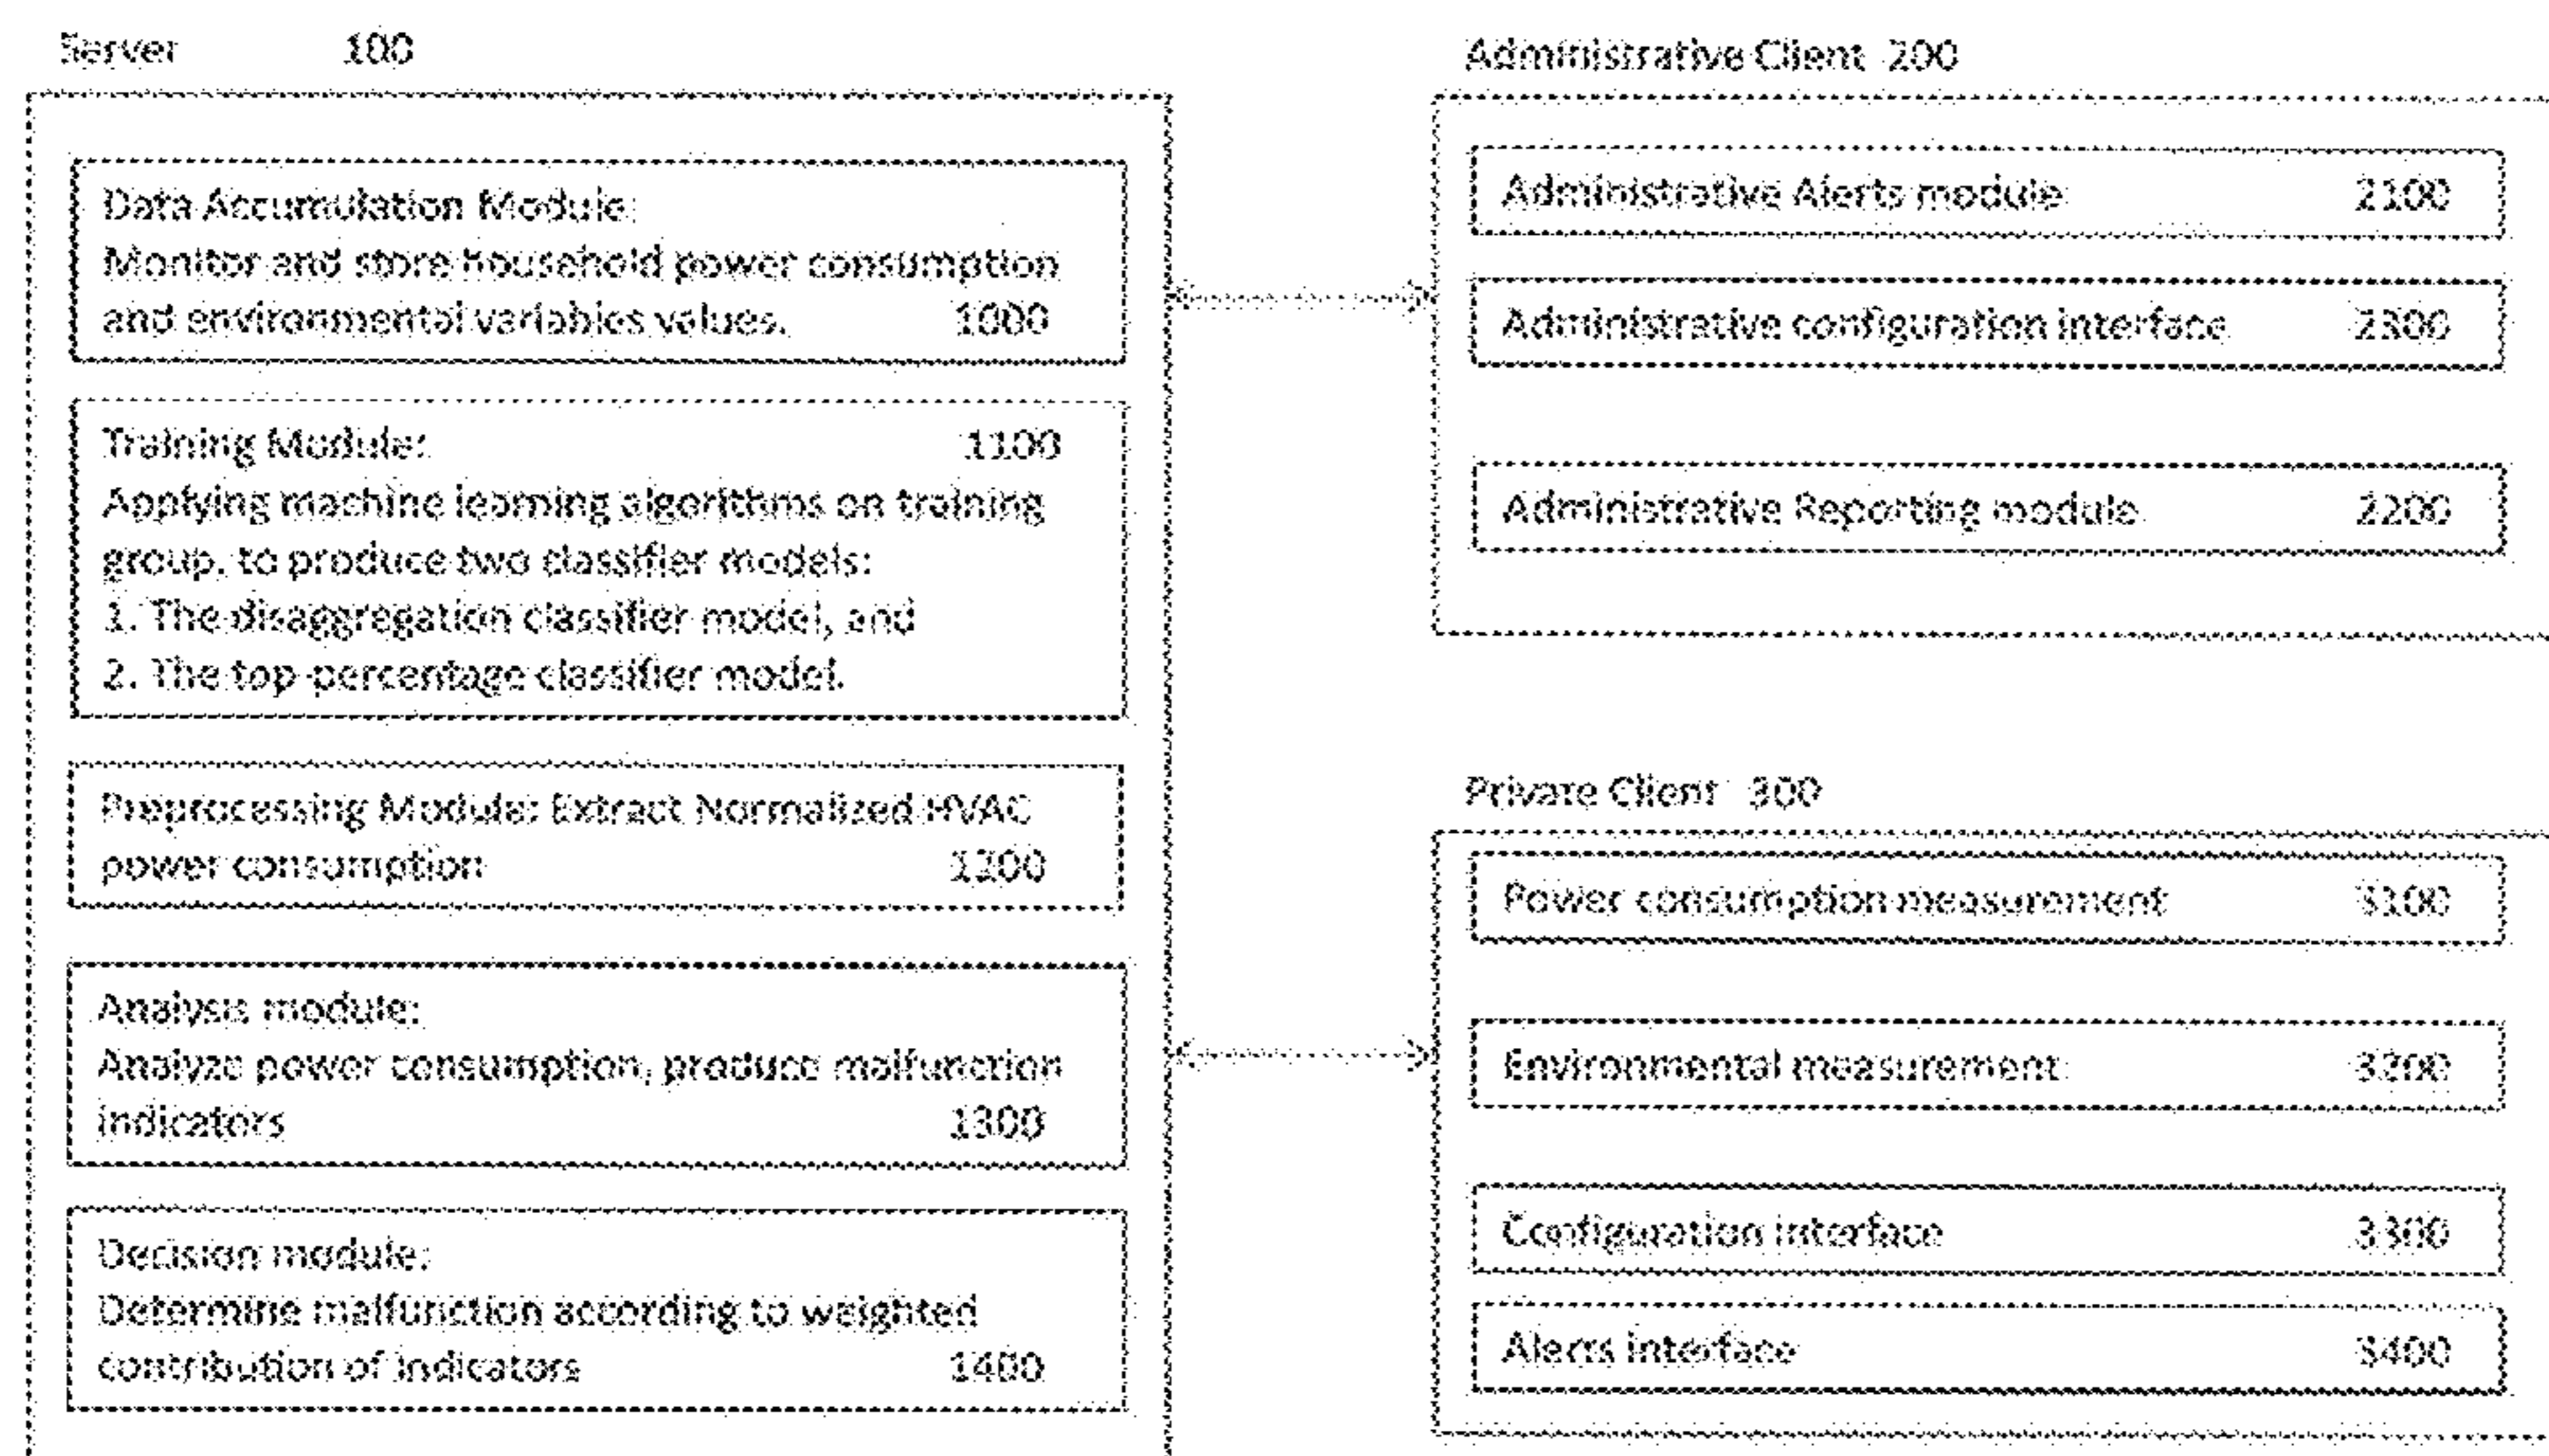 Server 100
Data Accumulation Module:
Monitor and store household power consumption
and environmental variables values. 1000
Training Module: 1100
Applying machine learning algorithms on training
group, to produce two classifier models:
1. The disaggregation classifier model, and
2. The top-percentage classifier model.
Preprocessing Module: Extract Normalized HVAC
power consumption 1200
Analysis module:
Analyze power consumption, produce malfunction
indicators 1300
Decision module:
Determine malfunction according to weighted
contribution of indicators 1400
Administrative Client 200
Administrative Alerts module 2100
Administrative configuration interface 2300
Administrative Reporting module 2200
Private Client 300
Power consumption measurement 3100
Environmental measurement 3200
Configuration interface 3300
Alerts interface 3400